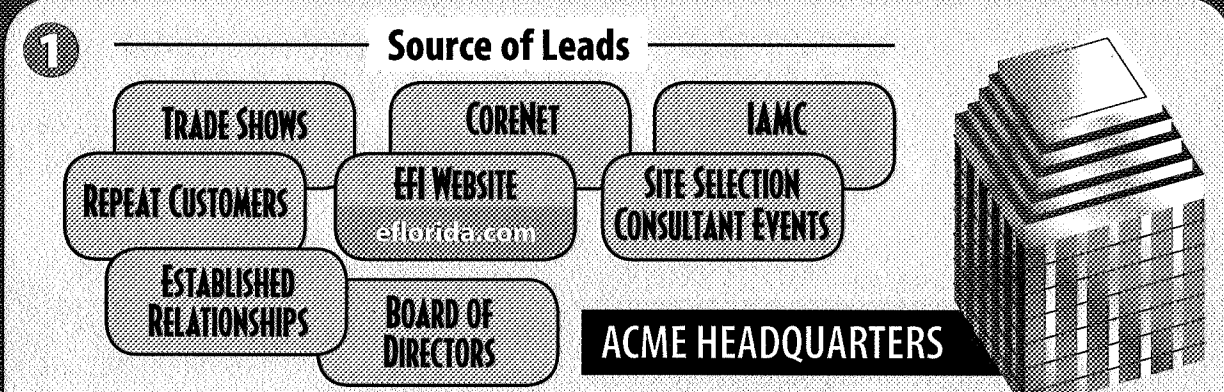 1
Source of Leads
TRADE SHOWS
CORENET
IAMC
REPEAT CUSTOMERS
EFI WEBSITE
eflorida.com
SITE SELECTION
CONSULTANT EVENTS
ESTABLISHED
RELATIONSHIPS
BOARD OF
DIRECTORS
ACME HEADQUARTERS